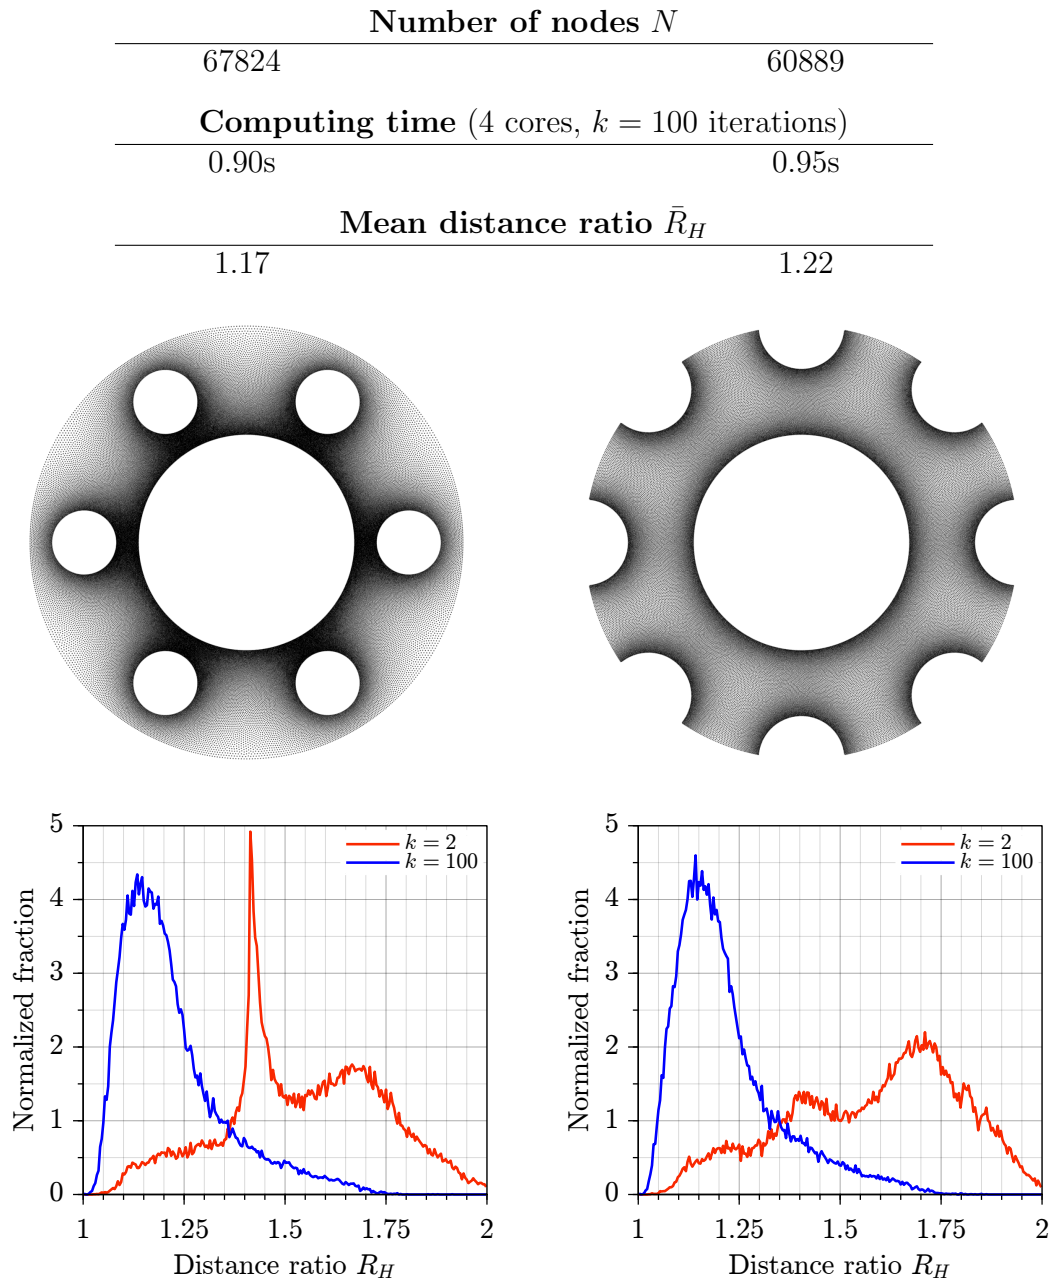 Number of nodes N
67824 60889
Computing time (4 cores, k = 100 iterations)
0.90s 0.95s
Mean distance ratio R̄_H
1.17 1.22
5
4
3
2
1
0
Normalized fraction
k = 2
k = 100
1 1.25 1.5 1.75 2
Distance ratio R_H
5
4
3
2
1
0
Normalized fraction
k = 2
k = 100
1 1.25 1.5 1.75 2
Distance ratio R_H